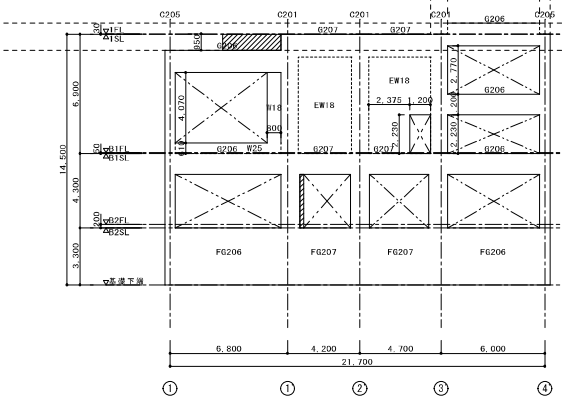 C205 C201 C201 C201 C205
G206
30 1FL
1SL
950 G206 G207 G207
6,900 4,070 W18 800 EW18 EW18 2,375 1,200 2,230 2,770 200 G206 2,230
14,500
50 B1FL
B1SL
G206 W25 G207 G207 G206
4,300
200 B2FL
B2SL
3,300 FG206 FG207 FG207 FG206
基礎下端
6,800 4,200 4,700 6,000
21,700
1 1 2 3 4